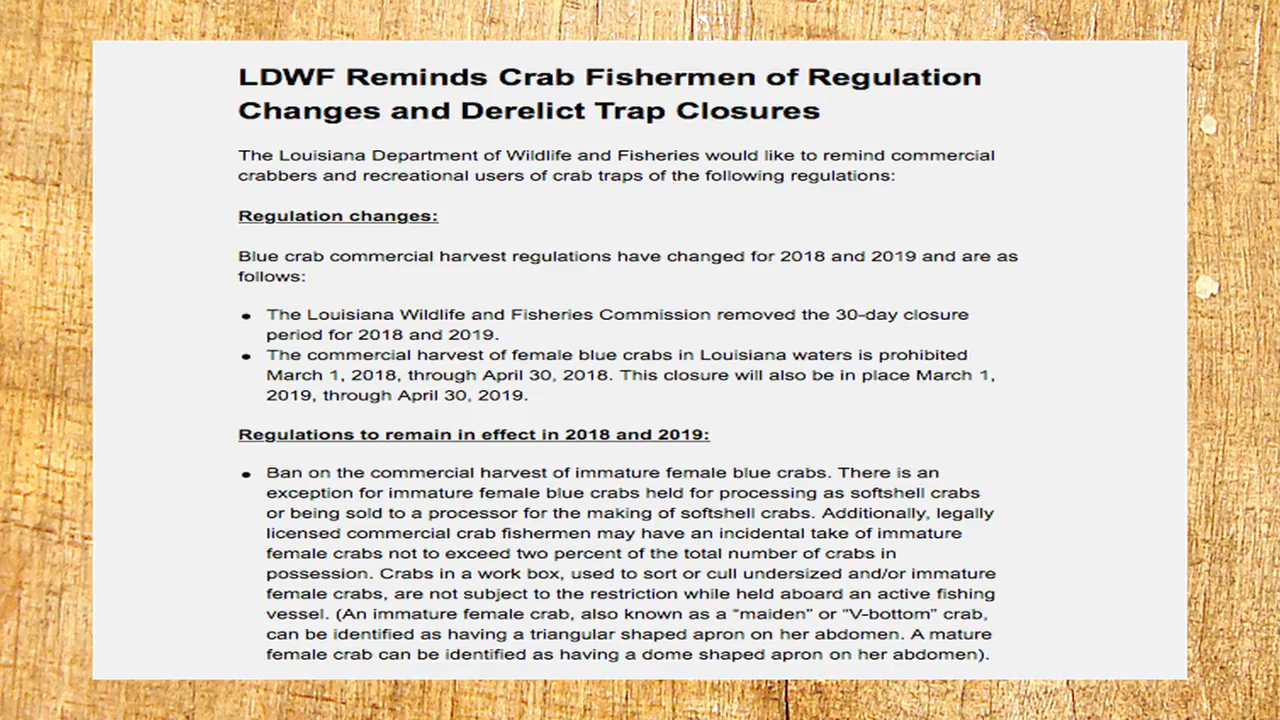 LDWF Reminds Crab Fishermen of Regulation
Changes and Derelict Trap Closures
The Louisiana Department of Wildlife and Fisheries would like to remind commercial
crabbers and recreational users of crab traps of the following regulations:
Regulation changes:
Blue crab commercial harvest regulations have changed for 2018 and 2019 and are as
follows:
• The Louisiana Wildlife and Fisheries Commission removed the 30-day closure
period for 2018 and 2019.
• The commercial harvest of female blue crabs in Louisiana waters is prohibited
March 1, 2018, through April 30, 2018. This closure will also be in place March 1,
2019, through April 30, 2019.
Regulations to remain in effect in 2018 and 2019:
• Ban on the commercial harvest of immature female blue crabs. There is an
exception for immature female blue crabs held for processing as softshell crabs
or being sold to a processor for the making of softshell crabs. Additionally, legally
licensed commercial crab fishermen may have an incidental take of immature
female crabs not to exceed two percent of the total number of crabs in
possession. Crabs in a work box, used to sort or cull undersized and/or immature
female crabs, are not subject to the restriction while held aboard an active fishing
vessel. (An immature female crab, also known as a “maiden” or “V-bottom” crab,
can be identified as having a triangular shaped apron on her abdomen. A mature
female crab can be identified as having a dome shaped apron on her abdomen).